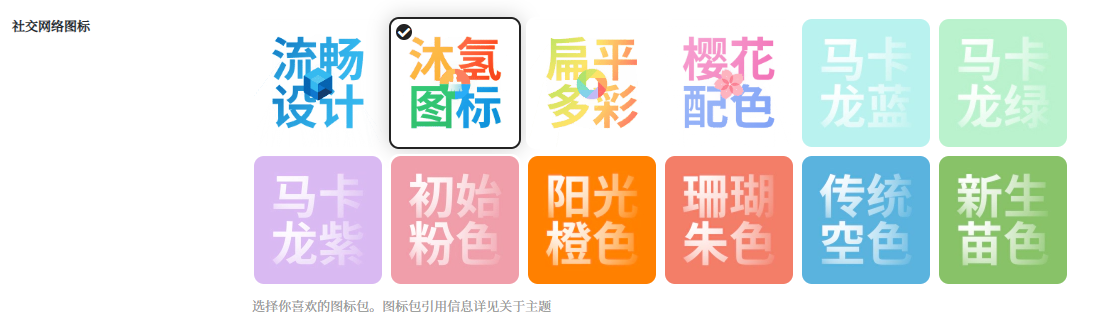 社交网络图标
流畅
设计
沐氢
图标
扁平
多彩
樱花
配色
马卡
龙蓝
马卡
龙绿
马卡
龙紫
初始
粉色
阳光
橙色
珊瑚
朱色
传统
空色
新生
苗色
选择你喜欢的图标包。图标包引用信息详见关于主题